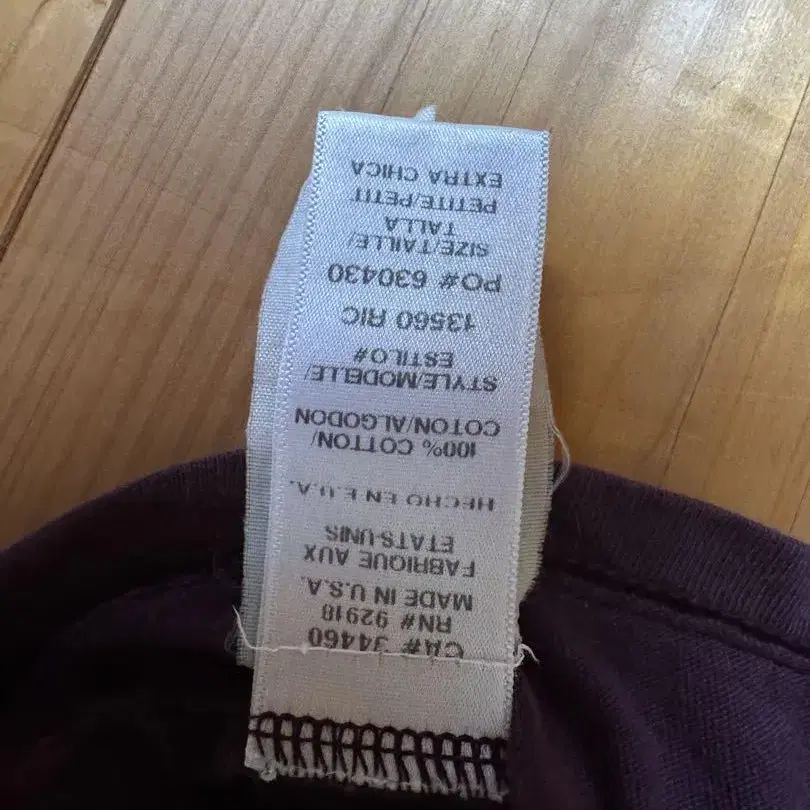 CA# 34460
RN# 92918
MADE IN U.S.A.
FABRIQUE AUX
ETATS-UNIS
HECHO EN E.U.A.
100% COTTON/
COTON/ALGODON
STYLE/MODELLE/
ESTILO#
13560 RIC
PO# 630430
SIZE/TAILLE/
TALLA
PETITE/PETIT
EXTRA CHICA